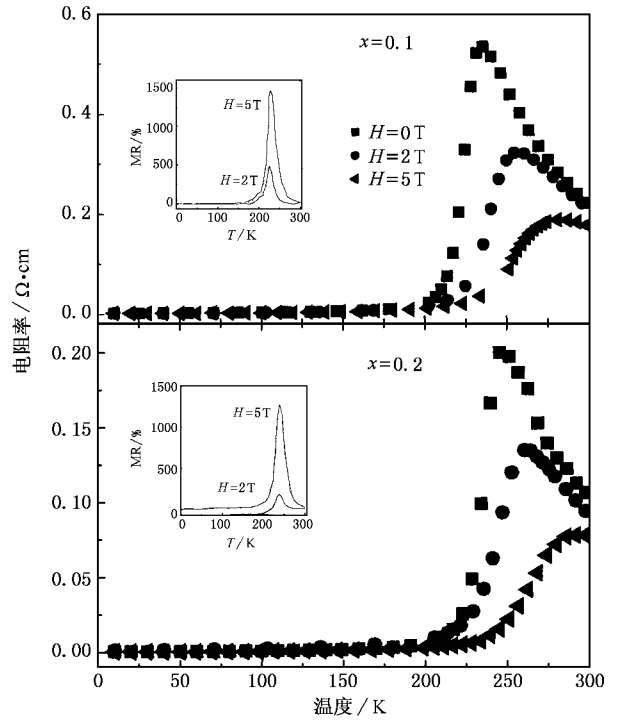 0.6
x=0.1
1500
H=5T
1000
MR/%
500
H=2T
0
0 100 200 300
T/K
■ H=0T
● H=2T
◀ H=5T
0.4
0.2
0.0
电阻率/Ω·cm
0.20
x=0.2
1500
H=5T
1000
MR/%
500
H=2T
0
0 100 200 300
T/K
0.15
0.10
0.05
0.00
0 50 100 150 200 250 300
温度/K